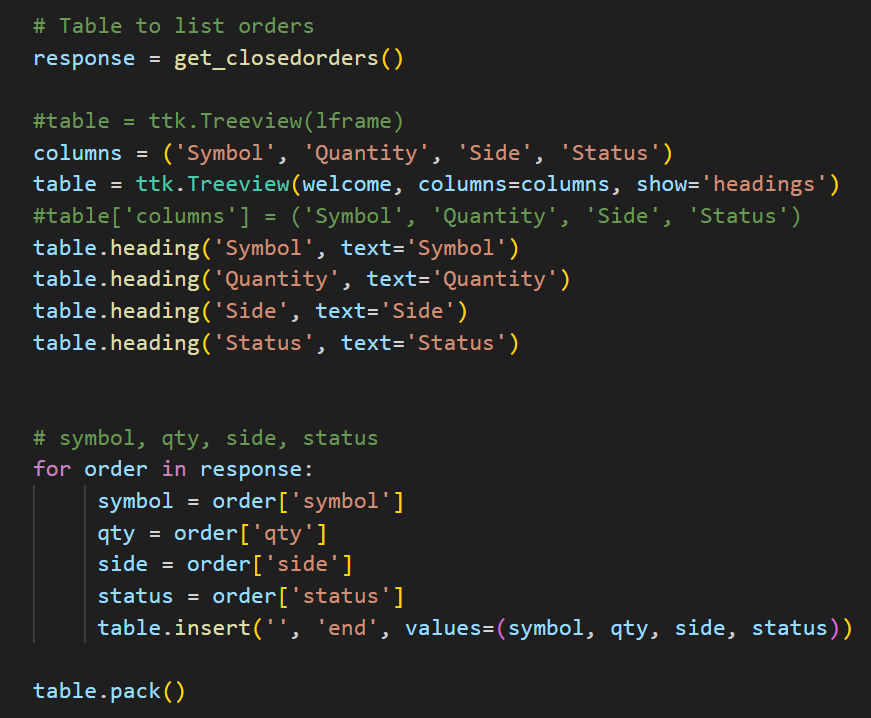 # Table to list orders
response = get_closedorders()
#table = ttk.Treeview(lframe)
columns = ('Symbol', 'Quantity', 'Side', 'Status')
table = ttk.Treeview(welcome, columns=columns, show='headings')
#table['columns'] = ('Symbol', 'Quantity', 'Side', 'Status')
table.heading('Symbol', text='Symbol')
table.heading('Quantity', text='Quantity')
table.heading('Side', text='Side')
table.heading('Status', text='Status')
# symbol, qty, side, status
for order in response:
    symbol = order['symbol']
    qty = order['qty']
    side = order['side']
    status = order['status']
    table.insert('', 'end', values=(symbol, qty, side, status))
table.pack()